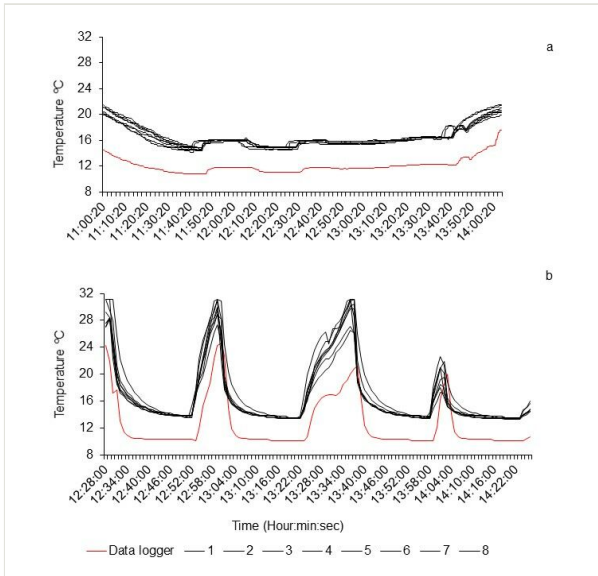 a
Temperature ºC
32
28
24
20
16
12
8
11:00:20 11:10:20 11:20:20 11:30:20 11:40:20 11:50:20 12:00:20 12:10:20 12:20:20 12:30:20 12:40:20 12:50:20 13:00:20 13:10:20 13:20:20 13:30:20 13:40:20 13:50:20 14:00:20
b
Temperature ºC
32
28
24
20
16
12
8
12:28:00 12:34:00 12:40:00 12:46:00 12:52:00 12:58:00 13:04:00 13:10:00 13:16:00 13:22:00 13:28:00 13:34:00 13:40:00 13:46:00 13:52:00 13:58:00 14:04:00 14:10:00 14:16:00 14:22:00
Time (Hour:min:sec)
Data logger 1 2 3 4 5 6 7 8